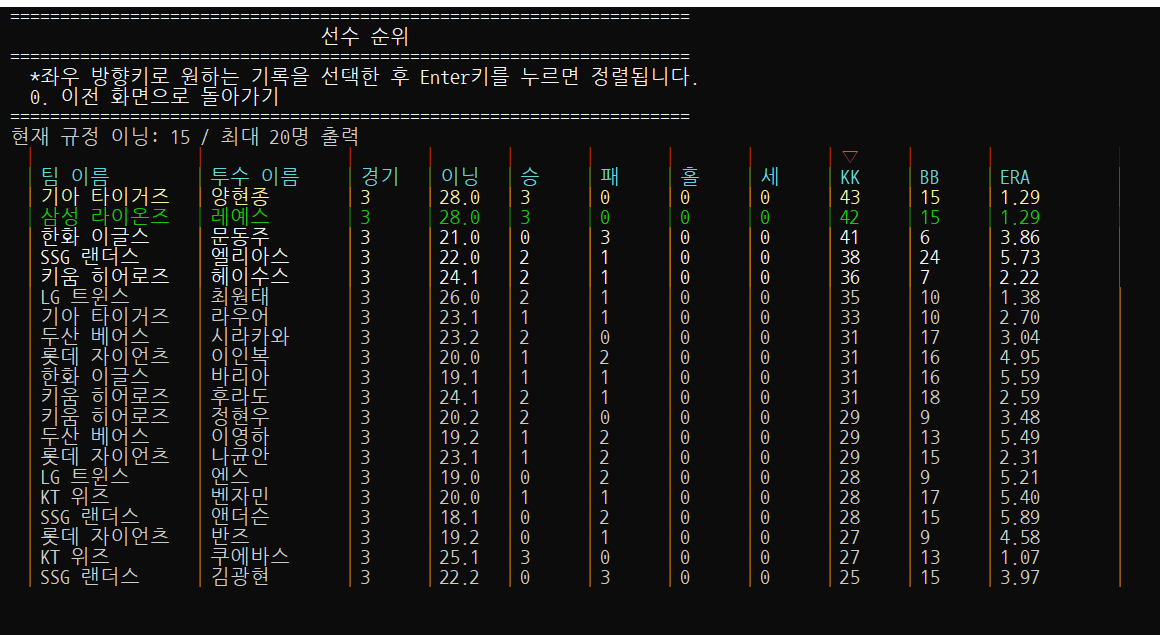 ====================================================================
선수 순위
====================================================================
*좌우 방향키로 원하는 기록을 선택한 후 Enter키를 누르면 정렬됩니다.
0. 이전 화면으로 돌아가기
====================================================================
현재 규정 이닝: 15 / 최대 20명 출력
▽
| 팀 이름 | 투수 이름 | 경기 | 이닝 | 승 | 패 | 홀 | 세 | KK | BB | ERA
| 기아 타이거즈 | 양현종 | 3 | 28.0 | 3 | 0 | 0 | 0 | 43 | 15 | 1.29
| 삼성 라이온즈 | 레예스 | 3 | 28.0 | 3 | 0 | 0 | 0 | 42 | 15 | 1.29
| 한화 이글스 | 문동주 | 3 | 21.0 | 0 | 3 | 0 | 0 | 41 | 6 | 3.86
| SSG 랜더스 | 엘리아스 | 3 | 22.0 | 2 | 1 | 0 | 0 | 38 | 24 | 5.73
| 키움 히어로즈 | 헤이수스 | 3 | 24.1 | 2 | 1 | 0 | 0 | 36 | 7 | 2.22
| LG 트윈스 | 최원태 | 3 | 26.0 | 2 | 1 | 0 | 0 | 35 | 10 | 1.38 |
| 기아 타이거즈 | 라우어 | 3 | 23.1 | 1 | 1 | 0 | 0 | 33 | 10 | 2.70 |
| 두산 베어스 | 시라카와 | 3 | 23.2 | 2 | 0 | 0 | 0 | 31 | 17 | 3.04 |
| 롯데 자이언츠 | 이인복 | 3 | 20.0 | 1 | 2 | 0 | 0 | 31 | 16 | 4.95 |
| 한화 이글스 | 바리아 | 3 | 19.1 | 1 | 1 | 0 | 0 | 31 | 16 | 5.59 |
| 키움 히어로즈 | 후라도 | 3 | 24.1 | 2 | 1 | 0 | 0 | 31 | 18 | 2.59 |
| 키움 히어로즈 | 정현우 | 3 | 20.2 | 2 | 0 | 0 | 0 | 29 | 9 | 3.48 |
| 두산 베어스 | 이영하 | 3 | 19.2 | 1 | 2 | 0 | 0 | 29 | 13 | 5.49 |
| 롯데 자이언츠 | 나균안 | 3 | 23.1 | 1 | 2 | 0 | 0 | 29 | 15 | 2.31 |
| LG 트윈스 | 엔스 | 3 | 19.0 | 0 | 2 | 0 | 0 | 28 | 9 | 5.21 |
| KT 위즈 | 벤자민 | 3 | 20.0 | 1 | 1 | 0 | 0 | 28 | 17 | 5.40 |
| SSG 랜더스 | 앤더슨 | 3 | 18.1 | 0 | 2 | 0 | 0 | 28 | 15 | 5.89 |
| 롯데 자이언츠 | 반즈 | 3 | 19.2 | 0 | 1 | 0 | 0 | 27 | 9 | 4.58 |
| KT 위즈 | 쿠에바스 | 3 | 25.1 | 3 | 0 | 0 | 0 | 27 | 13 | 1.07 |
| SSG 랜더스 | 김광현 | 3 | 22.2 | 0 | 3 | 0 | 0 | 25 | 15 | 3.97 |